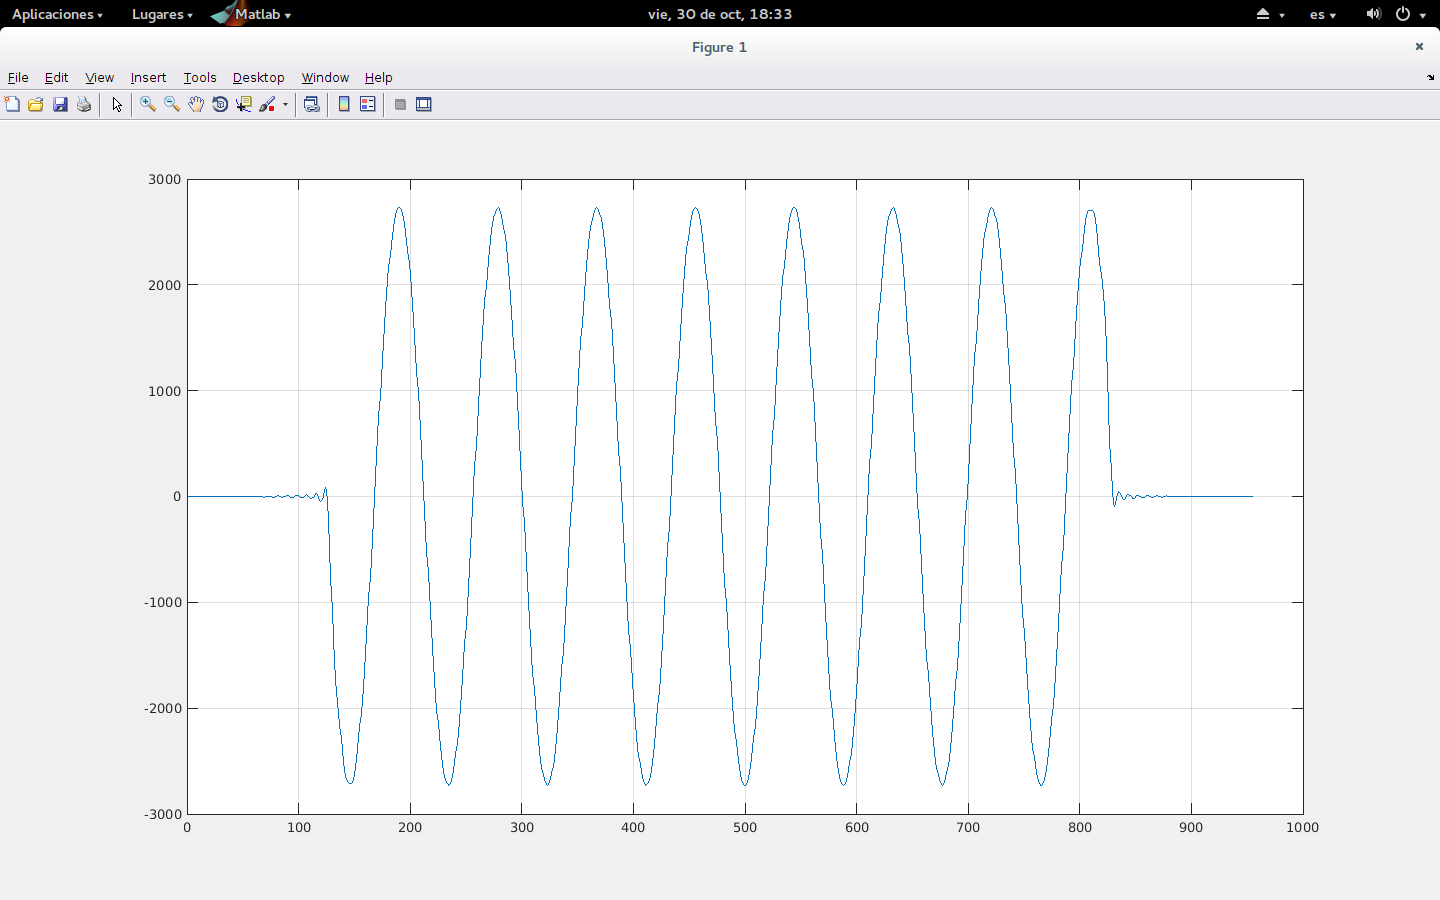 Aplicaciones Lugares Matlab vie, 30 de oct, 18:33 es
Figure 1
File Edit View Insert Tools Desktop Window Help
3000
2000
1000
0
-1000
-2000
-3000
0 100 200 300 400 500 600 700 800 900 1000